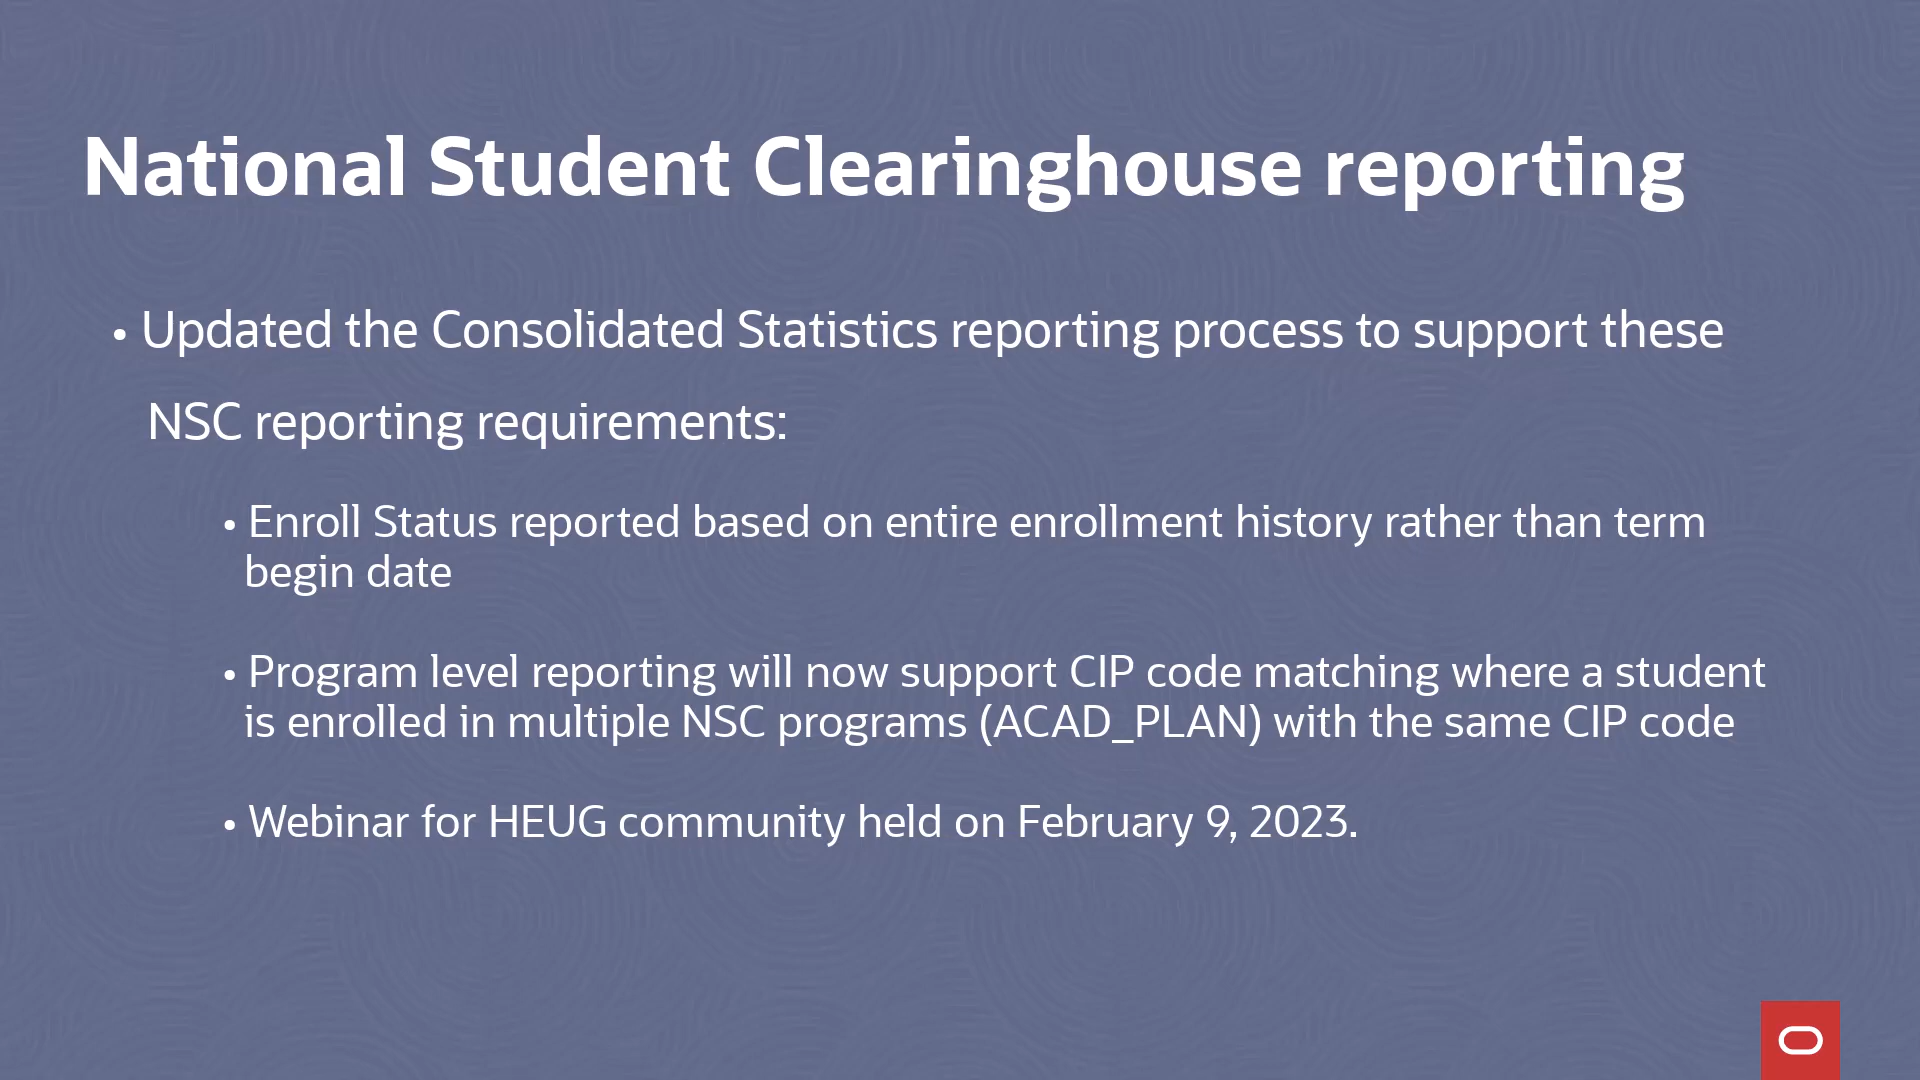 National Student Clearinghouse reporting
• Updated the Consolidated Statistics reporting process to support these
NSC reporting requirements:
• Enroll Status reported based on entire enrollment history rather than term
begin date
• Program level reporting will now support CIP code matching where a student
is enrolled in multiple NSC programs (ACAD_PLAN) with the same CIP code
• Webinar for HEUG community held on February 9, 2023.